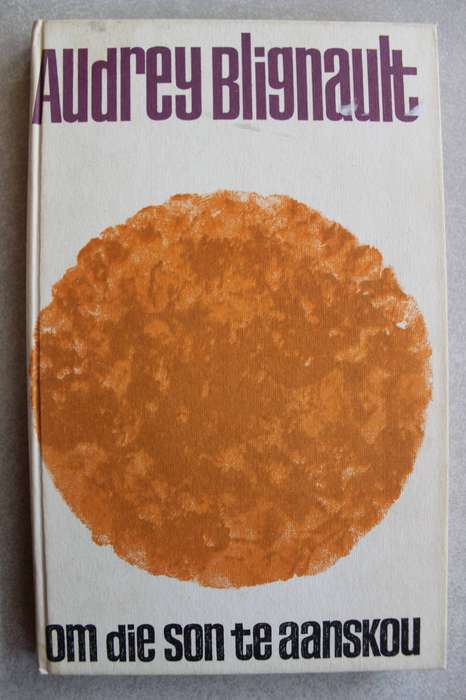 Audrey Blignault
om die son te aanskou